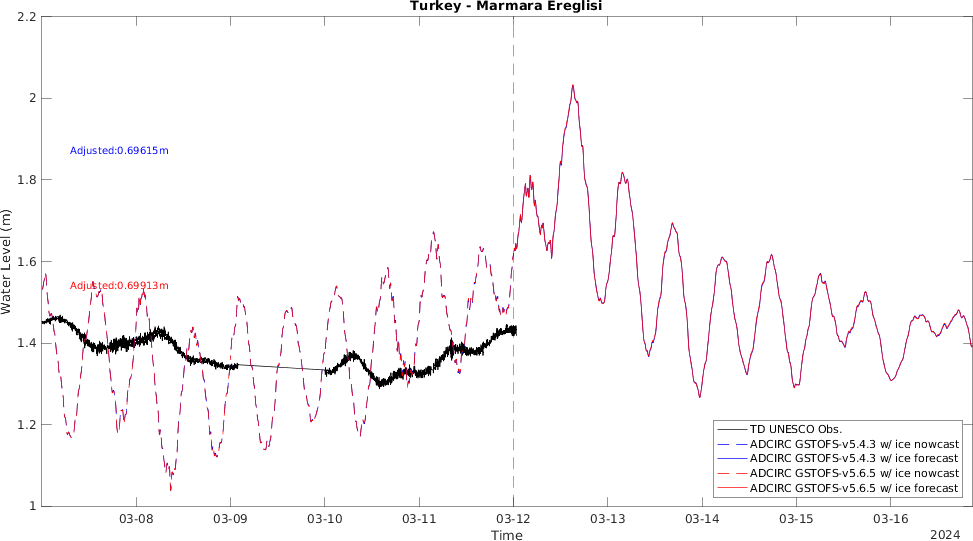 Turkey - Marmara Ereglisi
2.2
2
1.8
1.6
1.4
1.2
1
Water Level (m)
Adjusted:0.69615m
Adjusted:0.69913m
TD UNESCO Obs.
ADCIRC GSTOFS-v5.4.3 w/ ice nowcast
ADCIRC GSTOFS-v5.4.3 w/ ice forecast
ADCIRC GSTOFS-v5.6.5 w/ ice nowcast
ADCIRC GSTOFS-v5.6.5 w/ ice forecast
03-08 03-09 03-10 03-11 03-12 03-13 03-14 03-15 03-16
Time
2024